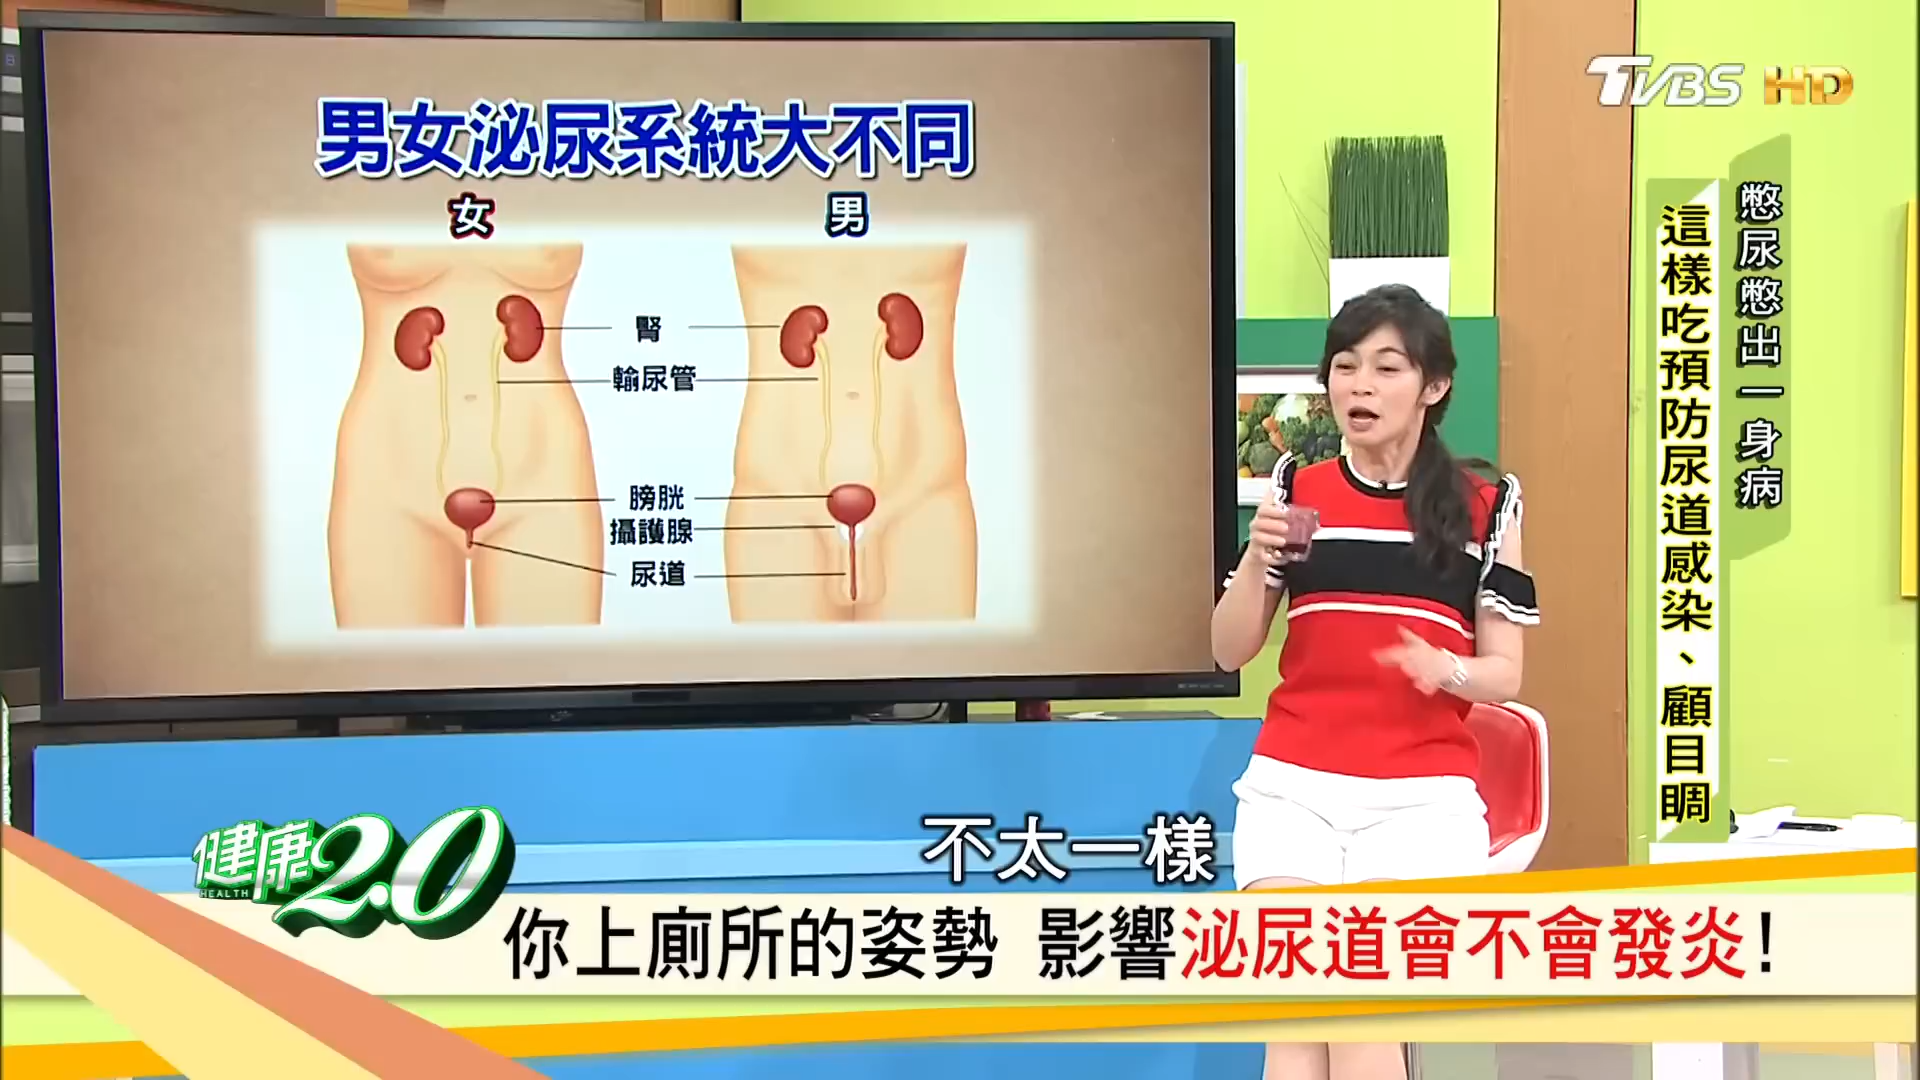 TVBS HD
男女泌尿系統大不同
女
男
腎
輸尿管
膀胱
攝護腺
尿道
憋尿憋出一身病
這樣吃預防尿道感染、顧目睭
健康2.0
HEALTH
不太一樣
你上廁所的姿勢 影響泌尿道會不會發炎!